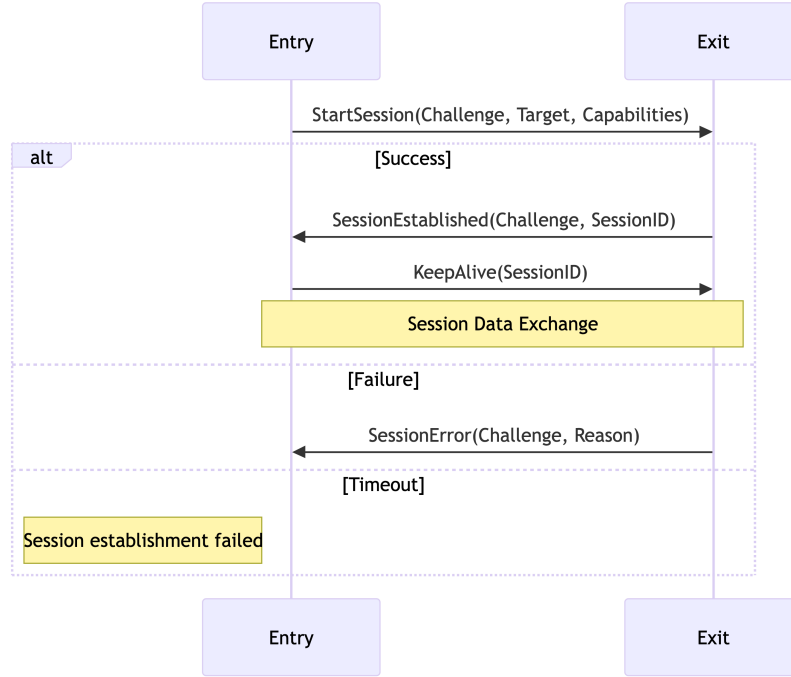 Entry
Exit
StartSession(Challenge, Target, Capabilities)
alt
[Success]
SessionEstablished(Challenge, SessionID)
KeepAlive(SessionID)
Session Data Exchange
[Failure]
SessionError(Challenge, Reason)
[Timeout]
Session establishment failed
Entry
Exit